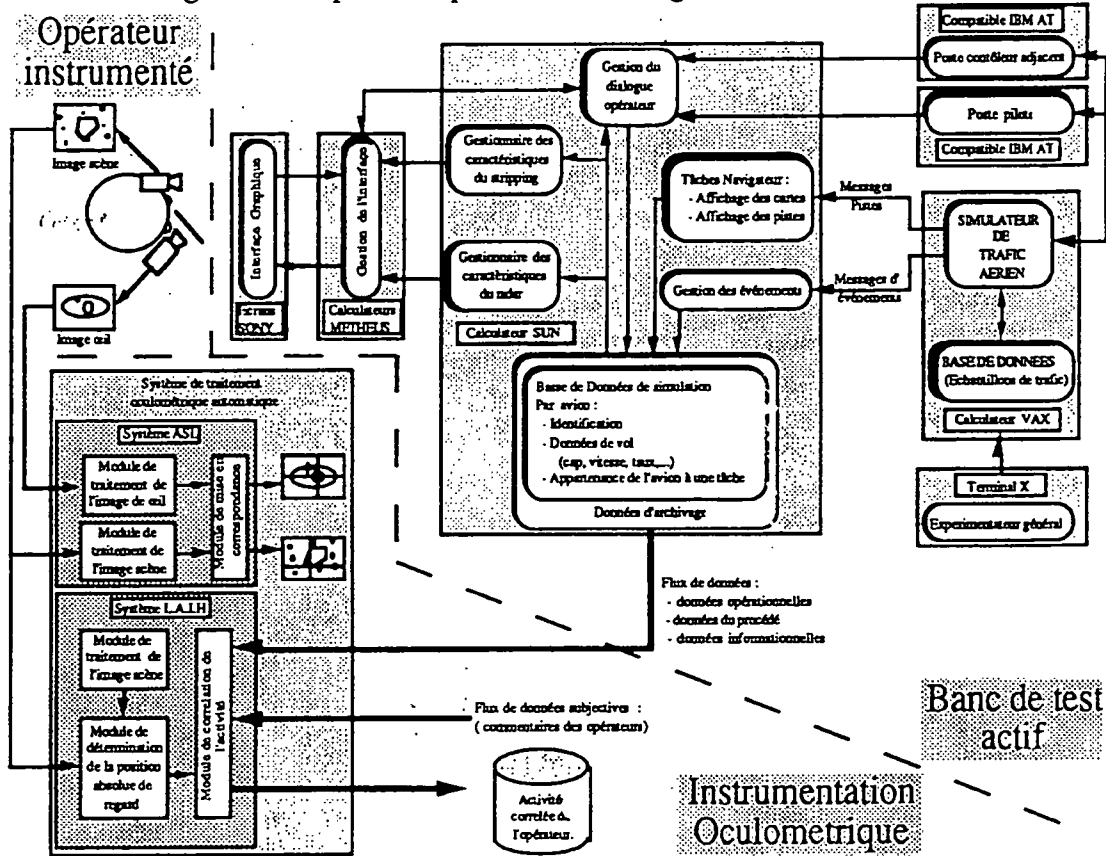 Opérateur
instrumenté
Image scène
Image œil
Interface Graphique
Ecrans
SONY
Gestion de l'interface
Calculateurs
METHEUS
Gestion du
dialogue
opérateur
Gestionnaire des
caractéristiques
du stripping
Gestionnaire des
caractéristiques
du radar
Calculateur SUN
Tâches Navigateur :
- Affichage des cartes
- Affichage des pistes
Gestion des événements
Basse de Données de simulation
Par avion :
- Identification
- Données de vol
(cap, vitesse, taux,...)
- Appartenance de l'avion à une tâche
Données d'archivage
Compatible IBM AT
Poste contrôleur adjacent
Poste pilote
Compatible IBM AT
Messages
Pistes
Messages d'
événements
SIMULATEUR
DE
TRAFIC
AERIEN
BASE DE DONNEES
(Echantillons de trafic)
Calculateur VAX
Terminal X
Expérimentateur général
Système de traitement
oculométrique automatique
Système ASL
Module de
traitement de
l'image de œil
Module de
traitement de
l'image scène
Module de mise en
correspondance
Système L.A.I.H
Module de
traitement de
l'image scène
Module de
détermination
de la position
absolue de
regard
Module de corrélation de
l'activité
Flux de données :
- données opérationnelles
- données du procédé
- données informationnelles
Flux de données subjectives :
( commentaires des opérateurs)
Activité
corrélée de
l'opérateur.
Banc de test
actif
Instrumentation
Oculometrique